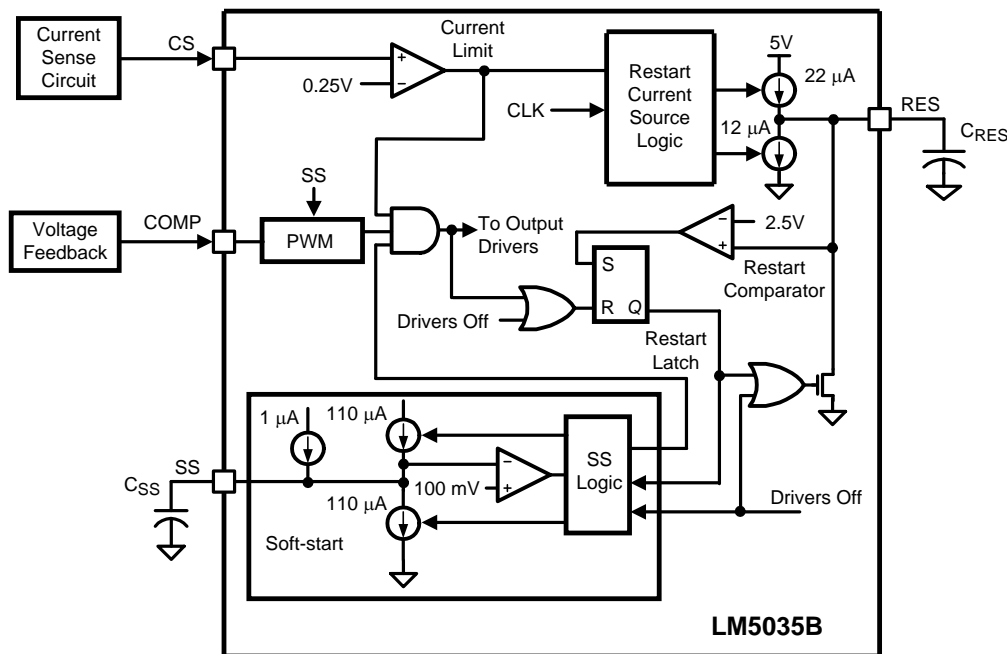 Current
Sense
Circuit
CS
Current
Limit
0.25V
CLK
Restart
Current
Source
Logic
5V
22 μA
12 μA
RES
CRES
Voltage
Feedback
COMP
SS
PWM
To Output
Drivers
2.5V
Restart
Comparator
Drivers Off
S
R Q
Restart
Latch
1 μA
110 μA
SS
CSS
100 mV
110 μA
SS
Logic
Drivers Off
Soft-start
LM5035B